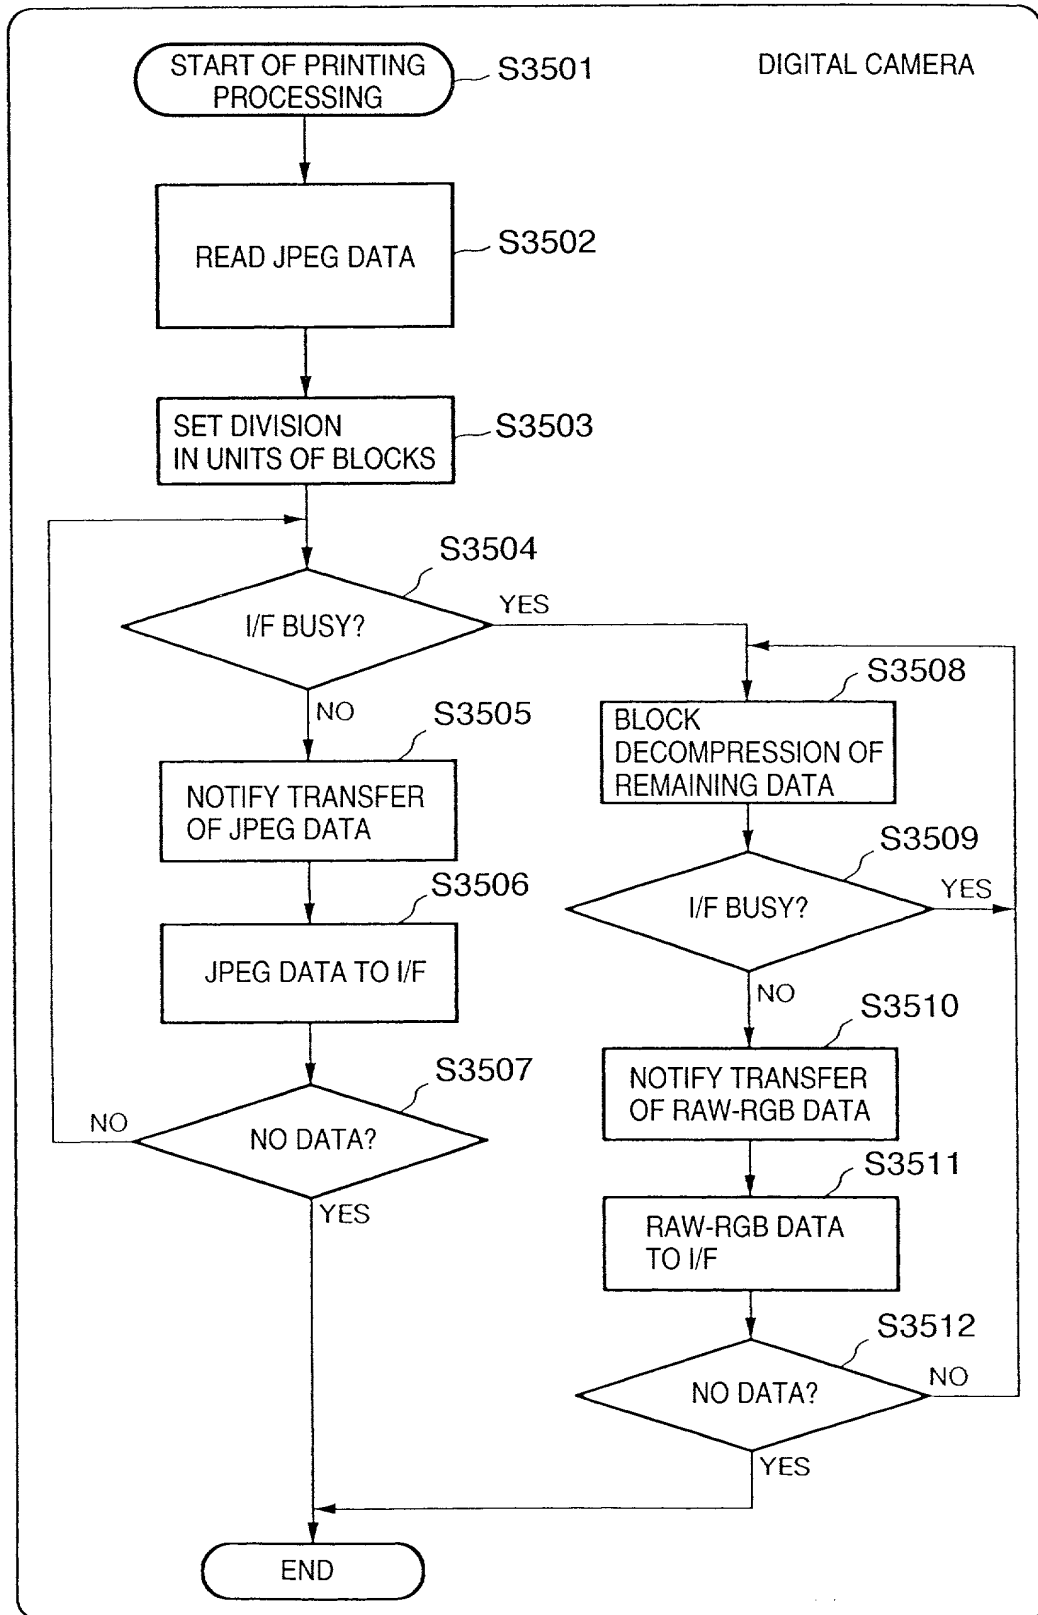 DIGITAL CAMERA
START OF PRINTING
PROCESSING
S3501
READ JPEG DATA
S3502
SET DIVISION
IN UNITS OF BLOCKS
S3503
S3504
I/F BUSY?
YES
NO
S3505
NOTIFY TRANSFER
OF JPEG DATA
S3506
JPEG DATA TO I/F
S3507
NO DATA?
NO
YES
S3508
BLOCK
DECOMPRESSION OF
REMAINING DATA
S3509
I/F BUSY?
YES
NO
S3510
NOTIFY TRANSFER
OF RAW-RGB DATA
S3511
RAW-RGB DATA
TO I/F
S3512
NO DATA?
NO
YES
END